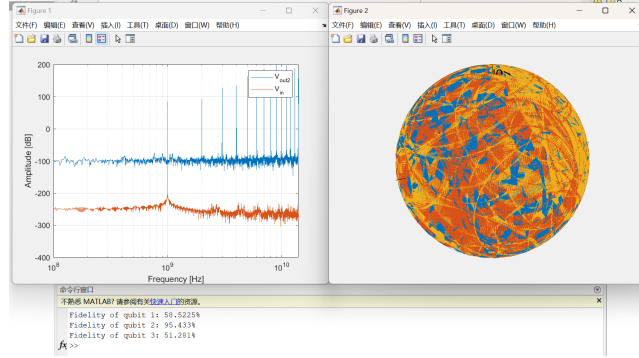 Figure 1
文件(F) 编辑(E) 查看(V) 插入(I) 工具(T) 桌面(D) 窗口(W) 帮助(H)
200
100
0
-100
-200
-300
-400
Amplitude [dB]
10^8
10^9
10^10
Frequency [Hz]
V_out2
V_in
Figure 2
文件(F) 编辑(E) 查看(V) 插入(I) 工具(T) 桌面(D) 窗口(W) 帮助(H)
命令行窗口
不熟悉 MATLAB? 请参阅有关快速入门的资源。
Fidelity of qubit 1: 58.5225%
Fidelity of qubit 2: 95.433%
Fidelity of qubit 3: 51.281%
fx >>